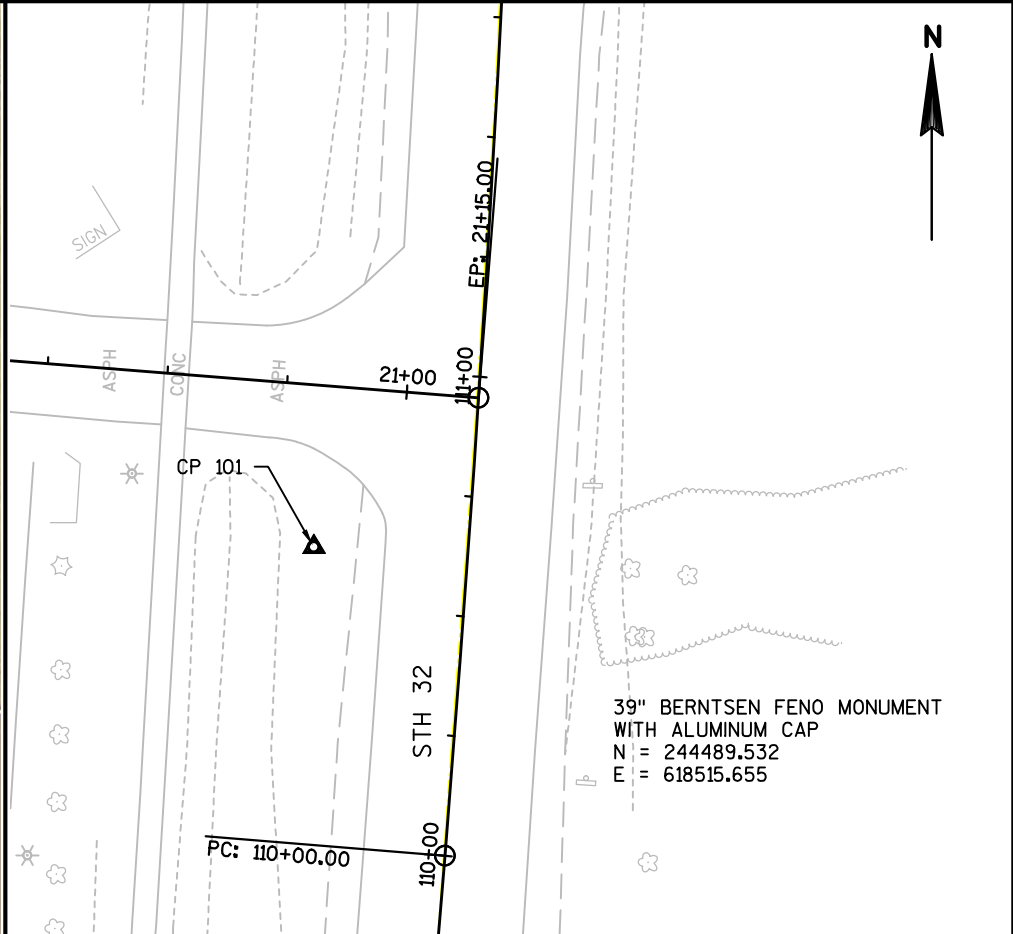 N
SIGN
EP: 21+15.00
ASPH
CONC
ASPH
21+00
111+00
CP 101
STH 32
39" BERNTSEN FENO MONUMENT
WITH ALUMINUM CAP
N = 244489.532
E = 618515.655
PC: 110+00.00
110+00